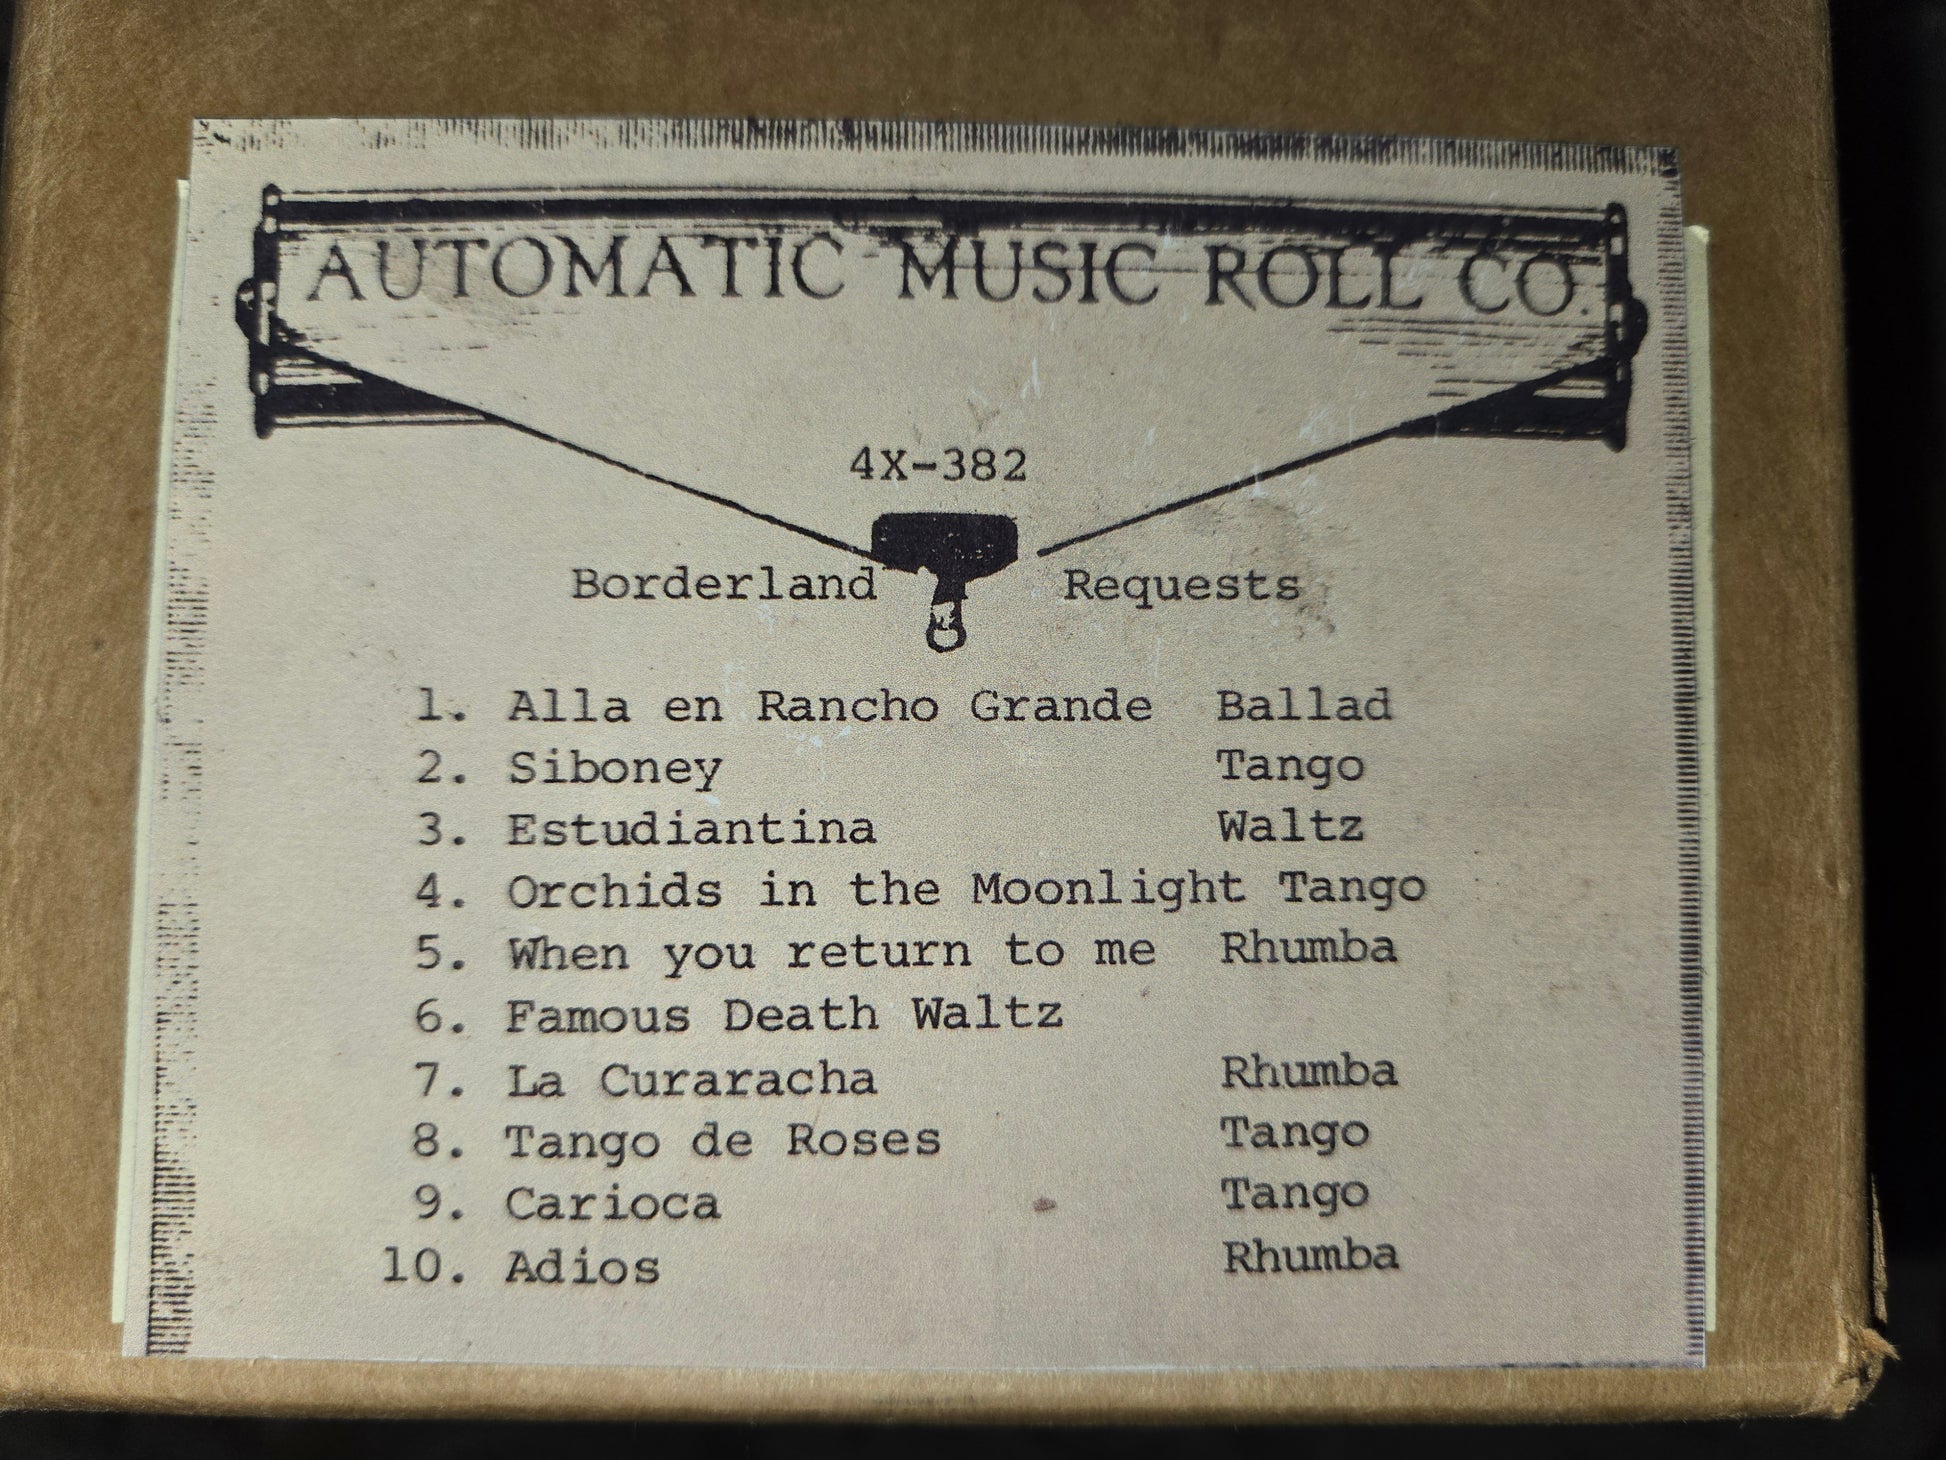 AUTOMATIC MUSIC ROLL CO.
4X-382
Borderland Requests
1. Alla en Rancho Grande Ballad
2. Siboney Tango
3. Estudiantina Waltz
4. Orchids in the Moonlight Tango
5. When you return to me Rhumba
6. Famous Death Waltz
7. La Curaracha Rhumba
8. Tango de Roses Tango
9. Carioca Tango
10. Adios Rhumba